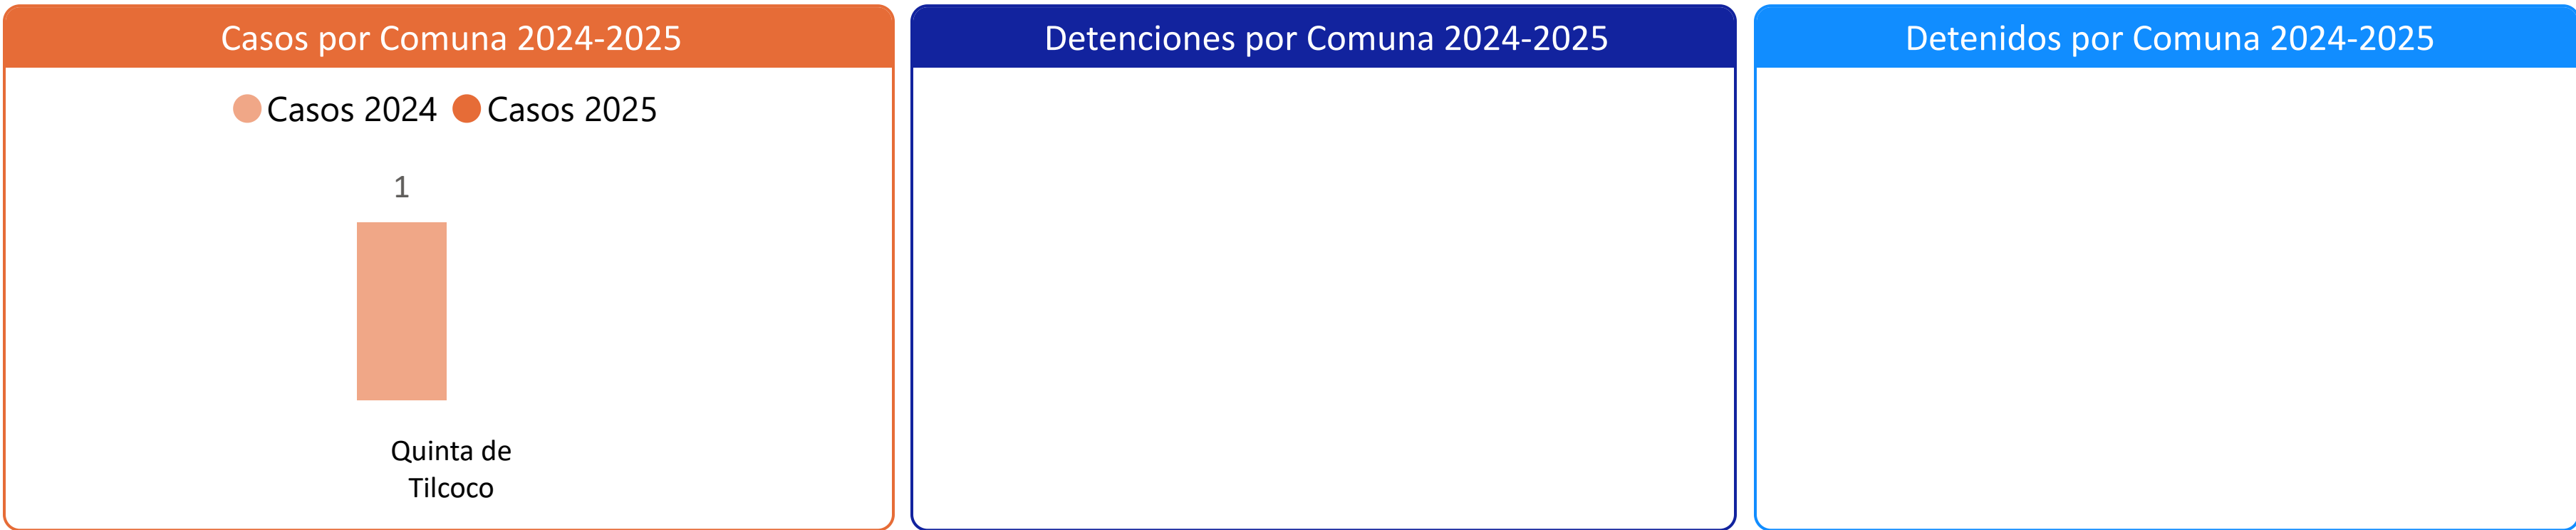 Casos por Comuna 2024-2025
Casos 2024 Casos 2025
1
Quinta de
Tilcoco
Detenciones por Comuna 2024-2025
Detenidos por Comuna 2024-2025